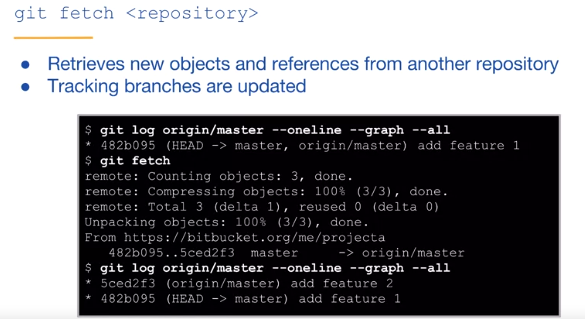 git fetch <repository>
● Retrieves new objects and references from another repository
● Tracking branches are updated
$ git log origin/master --oneline --graph --all
* 482b095 (HEAD -> master, origin/master) add feature 1
$ git fetch
remote: Counting objects: 3, done.
remote: Compressing objects: 100% (3/3), done.
remote: Total 3 (delta 1), reused 0 (delta 0)
Unpacking objects: 100% (3/3), done.
From https://bitbucket.org/me/projecta
   482b095..5ced2f3  master     -> origin/master
$ git log origin/master --oneline --graph --all
* 5ced2f3 (origin/master) add feature 2
* 482b095 (HEAD -> master) add feature 1